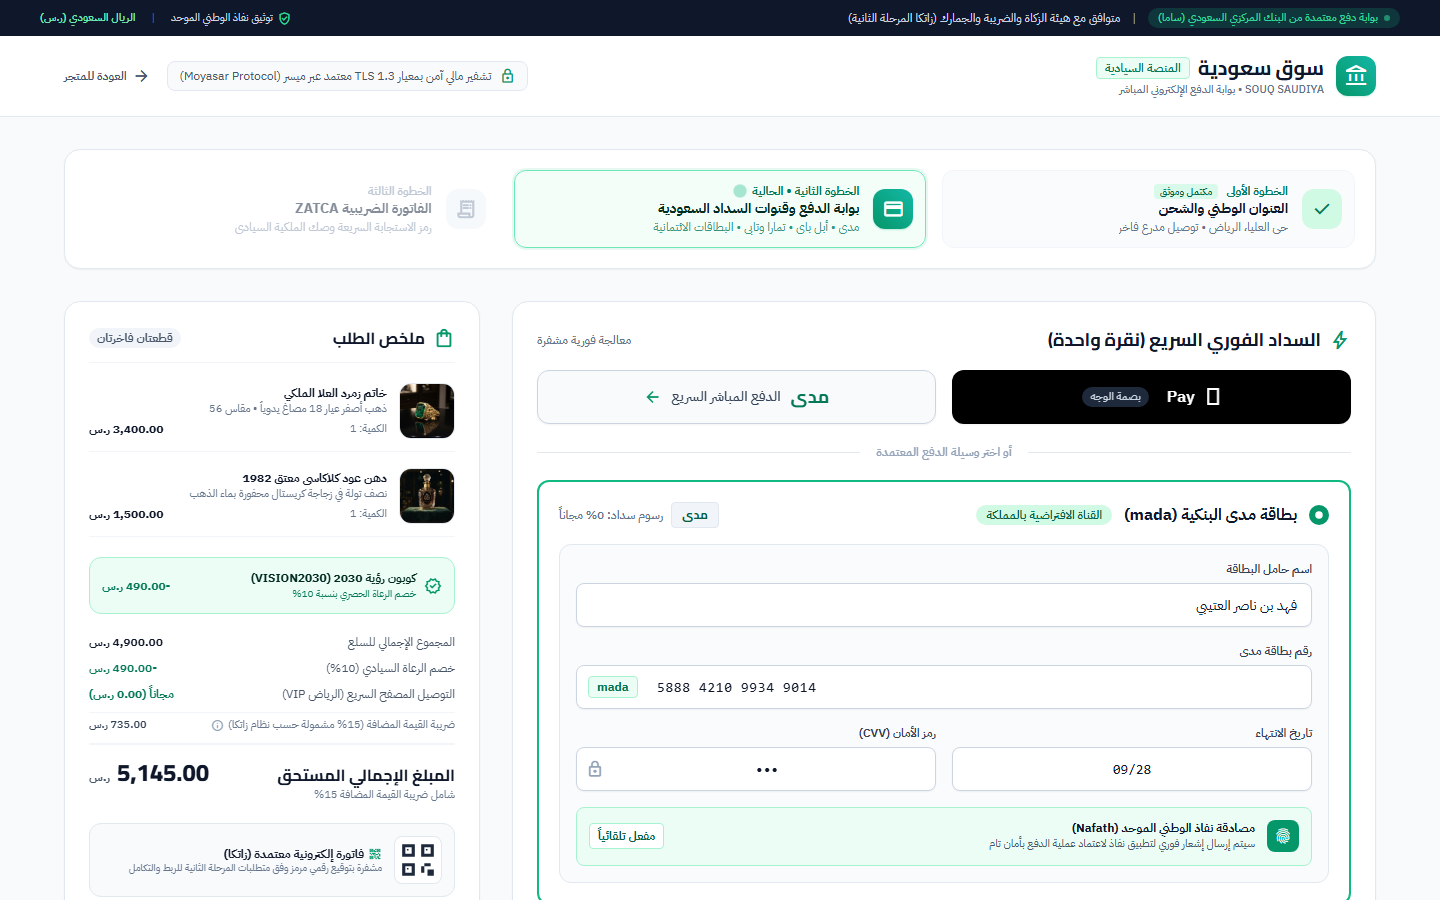 بوابة دفع معتمدة من البنك المركزي السعودي (ساما) | متوافق مع هيئة الزكاة والضريبة والجمارك (زاتكا المرحلة الثانية)
توثيق نفاذ الوطني الموحد | الريال السعودي (ر.س)
سوق سعودية المنصة السيادية
SOUQ SAUDIYA • بوابة الدفع الإلكتروني المباشر
تشفير مالي آمن بمعيار TLS 1.3 معتمد عبر ميسر (Moyasar Protocol)
العودة للمتجر
الخطوة الأولى مكتمل وموثق
العنوان الوطني والشحن
حي العليا، الرياض • توصيل مدرع فاخر
الخطوة الثانية • الحالية
بوابة الدفع وقنوات السداد السعودية
مدى • أبل باي • تمارا وتابي • البطاقات الائتمانية
الخطوة الثالثة
الفاتورة الضريبية ZATCA
رمز الاستجابة السريعة وصك الملكية السيادي
السداد الفوري السريع (نقرة واحدة)
معالجة فورية مشفرة
Pay بصمة الوجه
مدى الدفع المباشر السريع
أو اختر وسيلة الدفع المعتمدة
بطاقة مدى البنكية (mada) القناة الافتراضية بالمملكة
مدى رسوم سداد: 0% مجاناً
اسم حامل البطاقة
فهد بن ناصر العتيبي
رقم بطاقة مدى
mada 5888 4210 9934 9014
تاريخ الانتهاء
09/28
رمز الأمان (CVV)
•••
مصادقة نفاذ الوطني الموحد (Nafath)
سيتم إرسال إشعار فوري لتطبيق نفاذ لاعتماد عملية الدفع بأمان تام
مفعل تلقائياً
ملخص الطلب
قطعتان فاخرتان
خاتم زمرد العلا الملكي
ذهب أصفر عيار 18 مصاغ يدوياً • مقاس 56
الكمية: 1
3,400.00 ر.س
دهن عود كلاكاسي معتق 1982
نصف تولة في زجاجة كريستال محفورة بماء الذهب
الكمية: 1
1,500.00 ر.س
كوبون رؤية 2030 (VISION2030)
خصم الرعاة الحصري بنسبة 10%
-490.00 ر.س
المجموع الإجمالي للسلع
4,900.00 ر.س
خصم الرعاة السيادي (10%)
-490.00 ر.س
التوصيل المصفح السريع (الرياض VIP)
مجاناً (0.00 ر.س)
ضريبة القيمة المضافة (15% مشمولة حسب نظام زاتكا)
735.00 ر.س
المبلغ الإجمالي المستحق
شامل ضريبة القيمة المضافة 15%
5,145.00 ر.س
فاتورة إلكترونية معتمدة (زاتكا)
مشفرة بتوقيع رقمي مرمز وفق متطلبات المرحلة الثانية للربط والتكامل